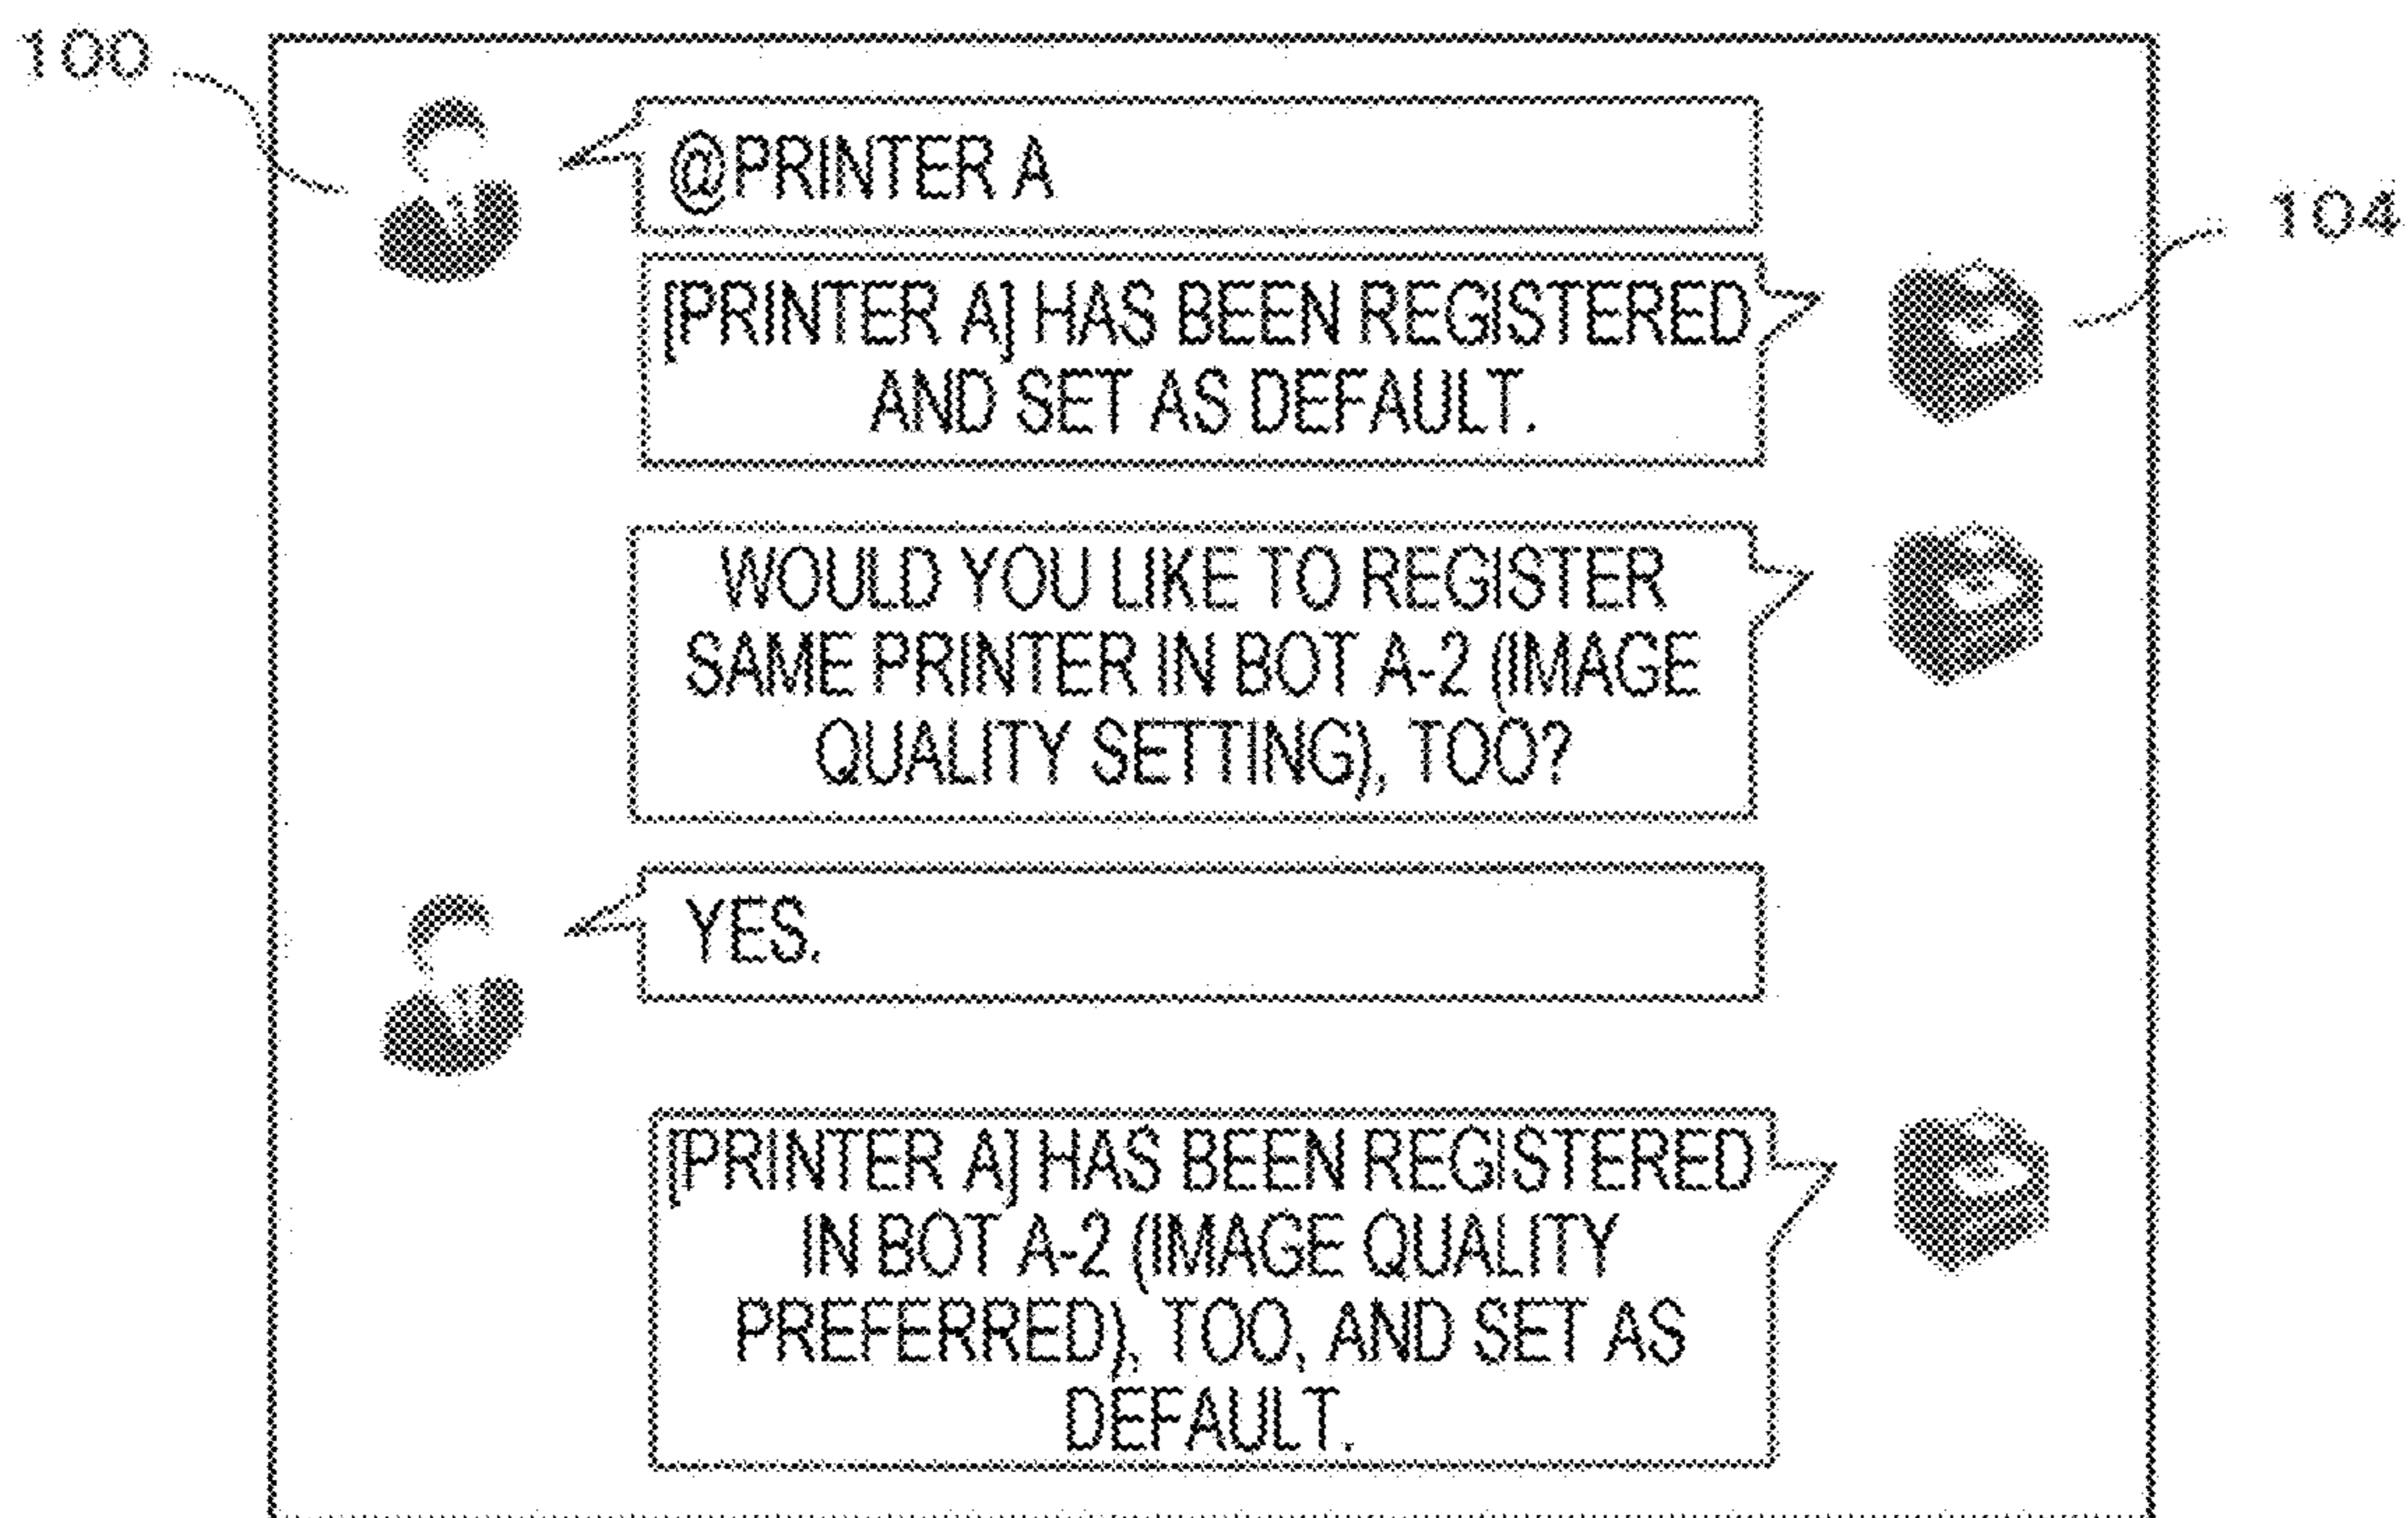 100
@PRINTER A
[PRINTER A] HAS BEEN REGISTERED
AND SET AS DEFAULT.
104
WOULD YOU LIKE TO REGISTER
SAME PRINTER IN BOT A-2 (IMAGE
QUALITY SETTING), TOO?
YES.
[PRINTER A] HAS BEEN REGISTERED
IN BOT A-2 (IMAGE QUALITY
PREFERRED), TOO, AND SET AS
DEFAULT.